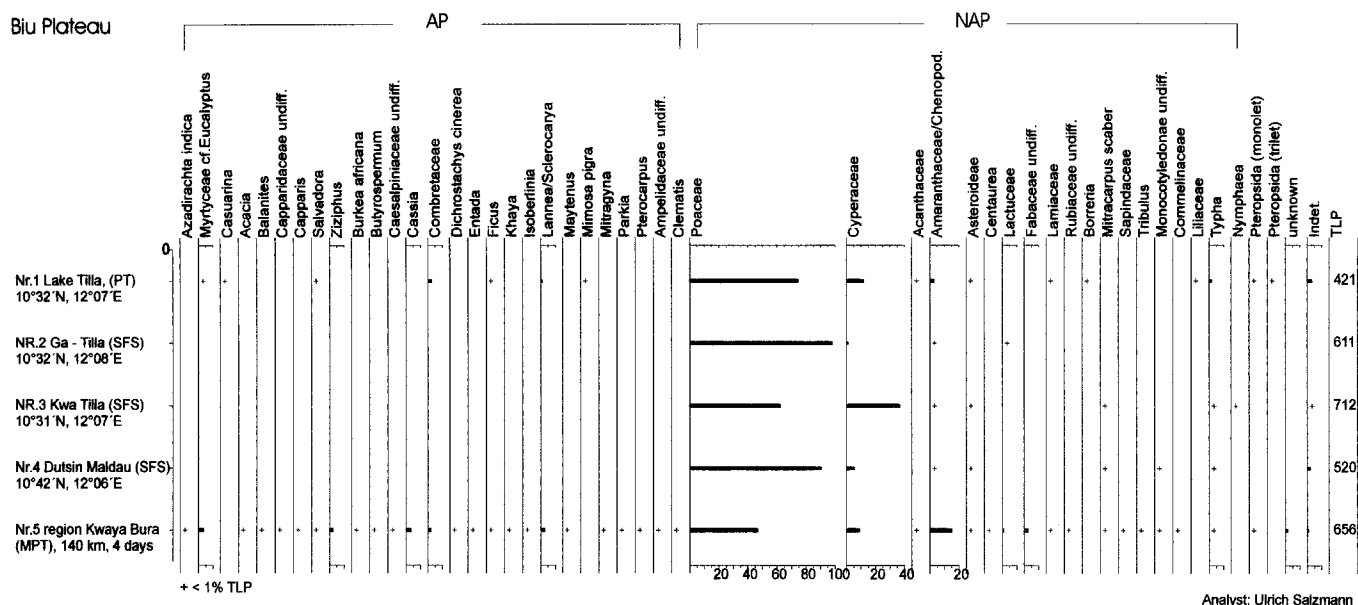 Biu Plateau
AP
NAP
Azadirachta indica
Myrtyceae cf.Eucalyptus
Casuarina
Acacia
Balanites
Capparidaceae undiff.
Capparis
Salvadora
Ziziphus
Burkea africana
Butyrospermum
Caesalpiniaceae undiff.
Cassia
Combretaceae
Dichrostachys cinerea
Entada
Ficus
Khaya
Isoberlinia
Lannea/Sclerocarya
Maytenus
Mimosa pigra
Mitragyna
Parkia
Pterocarpus
Ampelidaceae undiff.
Clematis
Poaceae
Cyperaceae
Acanthaceae
Amaranthaceae/Chenopod.
Asteroideae
Centaurea
Lactuceae
Fabaceae undiff.
Lamiaceae
Rubiaceae undiff.
Borreria
Mitracarpus scaber
Sapindaceae
Tribulus
Monocotyledonae undiff.
Commelinaceae
Liliaceae
Typha
Nymphaea
Pteropsida (monolet)
Pteropsida (trilet)
unknown
Indet.
TLP
0
Nr.1 Lake Tilla, (PT) 421
10°32´N, 12°07´E
NR.2 Ga - Tilla (SFS) 611
10°32´N, 12°08´E
NR.3 Kwa Tilla (SFS) 712
10°31´N, 12°07´E
Nr.4 Dutsin Maldau (SFS) 520
10°42´N, 12°06´E
Nr.5 region Kwaya Bura 656
(MPT), 140 km, 4 days
20 40 60 80 100 20 40 20
+ < 1% TLP
Analyst: Ulrich Salzmann